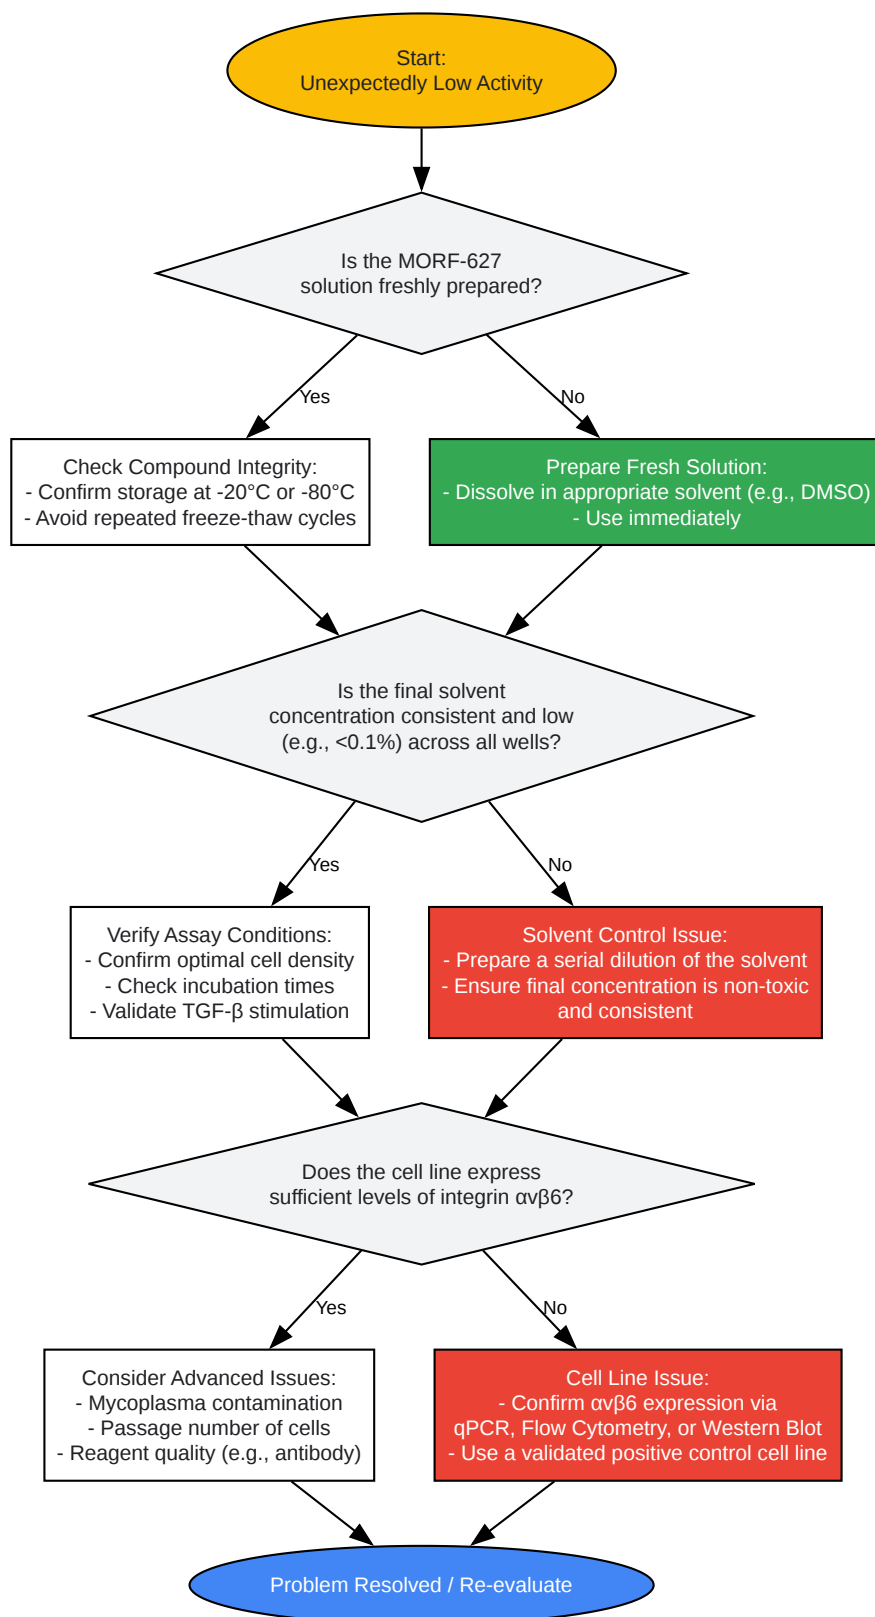 Start:
Unexpectedly Low Activity
Is the MORF-627
solution freshly prepared?
Yes
No
Check Compound Integrity:
- Confirm storage at -20°C or -80°C
- Avoid repeated freeze-thaw cycles
Prepare Fresh Solution:
- Dissolve in appropriate solvent (e.g., DMSO)
- Use immediately
Is the final solvent
concentration consistent and low
(e.g., <0.1%) across all wells?
Yes
No
Verify Assay Conditions:
- Confirm optimal cell density
- Check incubation times
- Validate TGF-β stimulation
Solvent Control Issue:
- Prepare a serial dilution of the solvent
- Ensure final concentration is non-toxic
and consistent
Does the cell line express
sufficient levels of integrin αvβ6?
Yes
No
Consider Advanced Issues:
- Mycoplasma contamination
- Passage number of cells
- Reagent quality (e.g., antibody)
Cell Line Issue:
- Confirm αvβ6 expression via
qPCR, Flow Cytometry, or Western Blot
- Use a validated positive control cell line
Problem Resolved / Re-evaluate